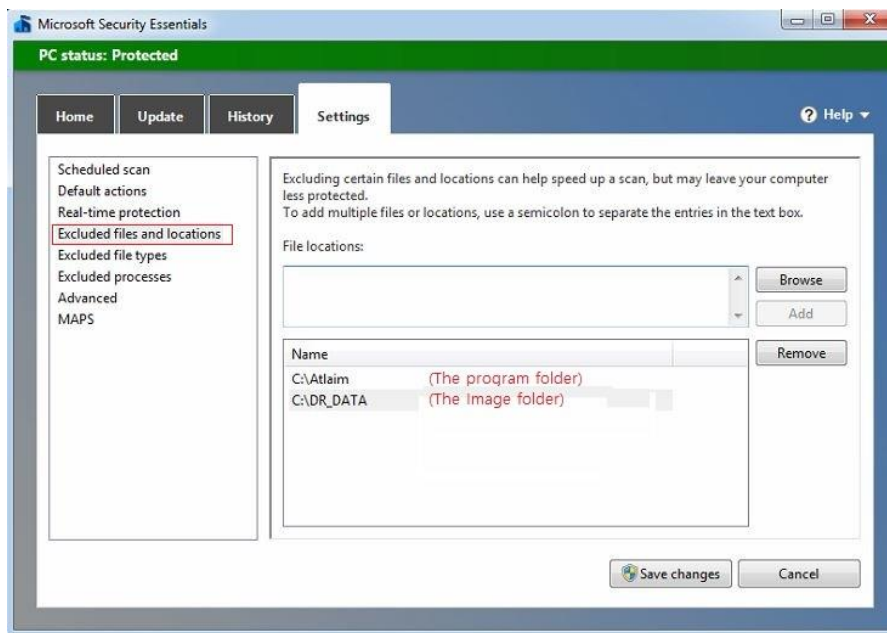 Microsoft Security Essentials
PC status: Protected
Home
Update
History
Settings
Help
Scheduled scan
Default actions
Real-time protection
Excluded files and locations
Excluded file types
Excluded processes
Advanced
MAPS
Excluding certain files and locations can help speed up a scan, but may leave your computer
less protected.
To add multiple files or locations, use a semicolon to separate the entries in the text box.
File locations:
Browse
Add
Name
Remove
C:\Atlaim (The program folder)
C:\DR_DATA (The Image folder)
Save changes
Cancel